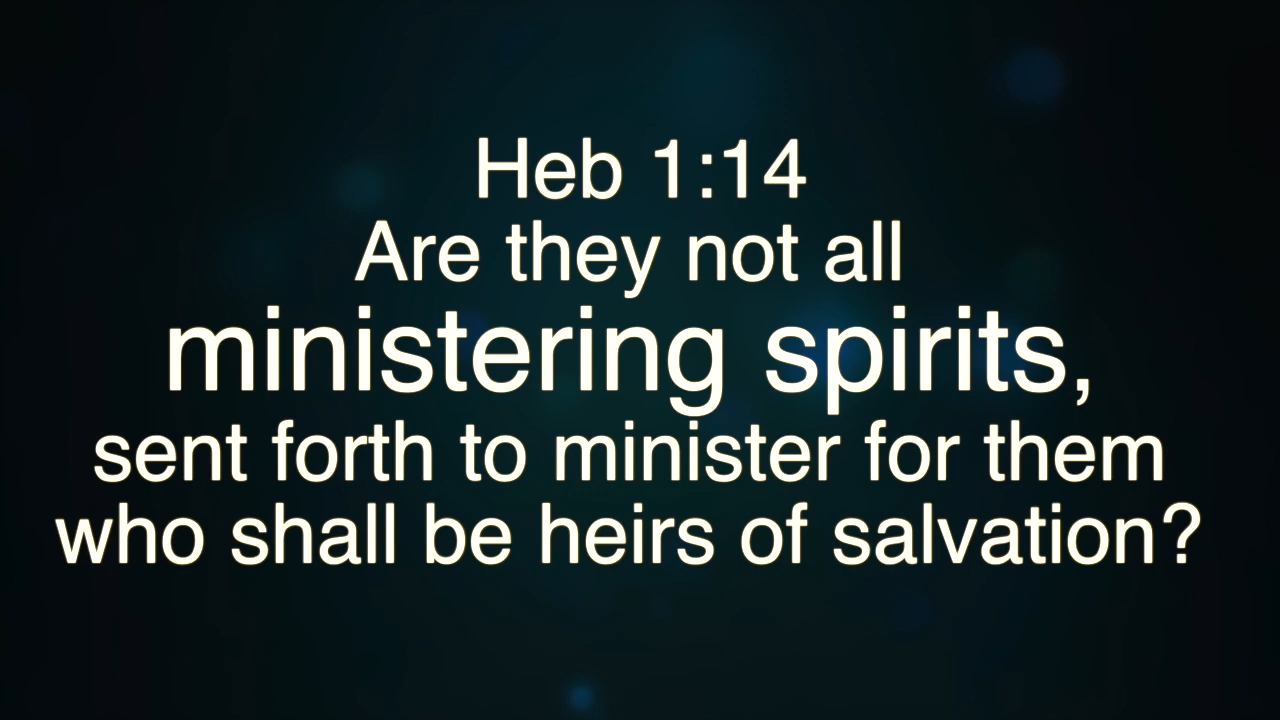 Heb 1:14
Are they not all
ministering spirits,
sent forth to minister for them
who shall be heirs of salvation?